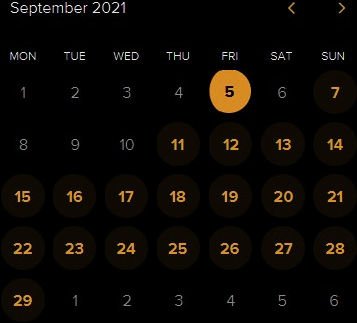 September 2021
MON TUE WED THU FRI SAT SUN
1 2 3 4 5 6 7
8 9 10 11 12 13 14
15 16 17 18 19 20 21
22 23 24 25 26 27 28
29 1 2 3 4 5 6